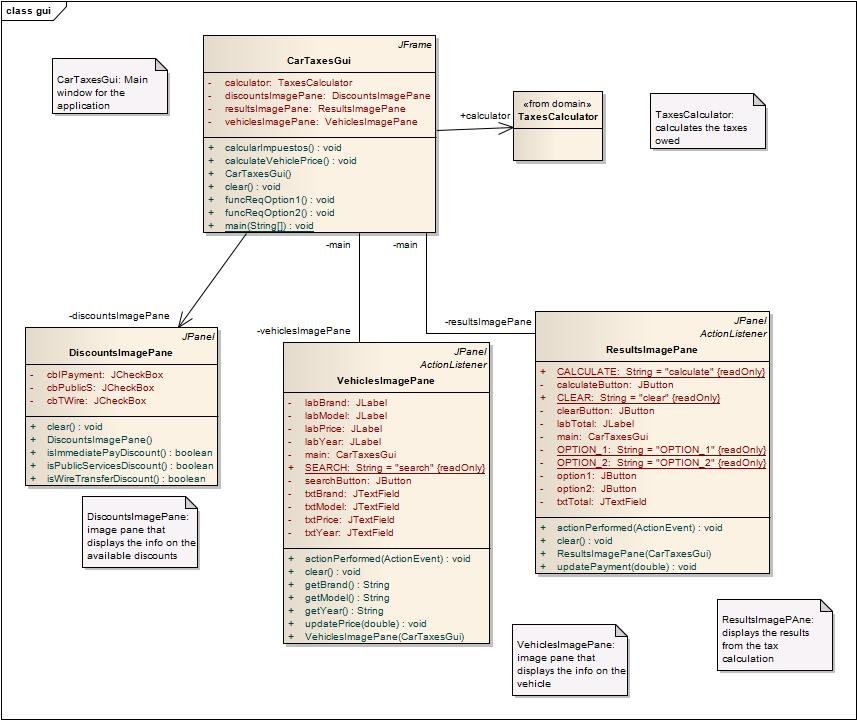 class gui
JFrame
CarTaxesGui
- calculator: TaxesCalculator
- discountsImagePane: DiscountsImagePane
- resultsImagePane: ResultsImagePane
- vehiclesImagePane: VehiclesImagePane
+ calcularImpuestos() : void
+ calculateVehiclePrice() : void
+ CarTaxesGui()
+ clear() : void
+ funcReqOption1() : void
+ funcReqOption2() : void
+ main(String[]) : void
CarTaxesGui: Main
window for the
application
+calculator
«from domain»
TaxesCalculator
TaxesCalculator:
calculates the taxes
owed
-main
-main
-discountsImagePane
-vehiclesImagePane
-resultsImagePane
JPanel
DiscountsImagePane
- cbIPayment: JCheckBox
- cbPublicS: JCheckBox
- cbTWire: JCheckBox
+ clear() : void
+ DiscountsImagePane()
+ isImmediatePayDiscount() : boolean
+ isPublicServicesDiscount() : boolean
+ isWireTransferDiscount() : boolean
DiscountsImagePane:
image pane that
displays the info on the
available discounts
JPanel
ActionListener
VehiclesImagePane
- labBrand: JLabel
- labModel: JLabel
- labPrice: JLabel
- labYear: JLabel
- main: CarTaxesGui
+ SEARCH: String = "search" {readOnly}
- searchButton: JButton
- txtBrand: JTextField
- txtModel: JTextField
- txtPrice: JTextField
- txtYear: JTextField
+ actionPerformed(ActionEvent) : void
+ clear() : void
+ getBrand() : String
+ getModel() : String
+ getYear() : String
+ updatePrice(double) : void
+ VehiclesImagePane(CarTaxesGui)
JPanel
ActionListener
ResultsImagePane
+ CALCULATE: String = "calculate" {readOnly}
- calculateButton: JButton
+ CLEAR: String = "clear" {readOnly}
- clearButton: JButton
- labTotal: JLabel
- main: CarTaxesGui
- OPTION_1: String = "OPTION_1" {readOnly}
- OPTION_2: String = "OPTION_2" {readOnly}
- option1: JButton
- option2: JButton
- txtTotal: JTextField
+ actionPerformed(ActionEvent) : void
+ clear() : void
+ ResultsImagePane(CarTaxesGui)
+ updatePayment(double) : void
VehiclesImagePane:
image pane that
displays the info on the
vehicle
ResultsImagePAne:
displays the results
from the tax
calculation